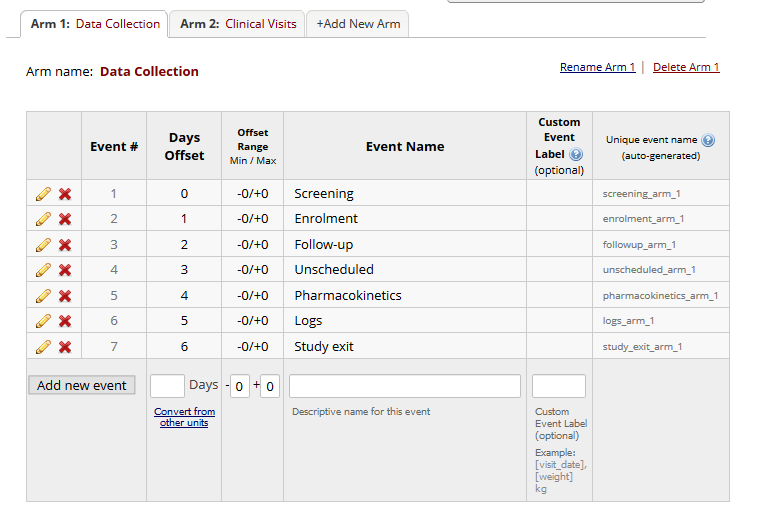 Arm 1: Data Collection Arm 2: Clinical Visits +Add New Arm
Arm name: Data Collection Rename Arm 1 | Delete Arm 1
Event # Days Offset Offset Range Min / Max Event Name Custom Event Label ? (optional) Unique event name ? (auto-generated)
1 0 -0/+0 Screening screening_arm_1
2 1 -0/+0 Enrolment enrolment_arm_1
3 2 -0/+0 Follow-up followup_arm_1
4 3 -0/+0 Unscheduled unscheduled_arm_1
5 4 -0/+0 Pharmacokinetics pharmacokinetics_arm_1
6 5 -0/+0 Logs logs_arm_1
7 6 -0/+0 Study exit study_exit_arm_1
Add new event Days - 0 + 0
Convert from
other units
Descriptive name for this event
Custom
Event Label
(optional)
Example:
[visit_date],
[weight]
kg